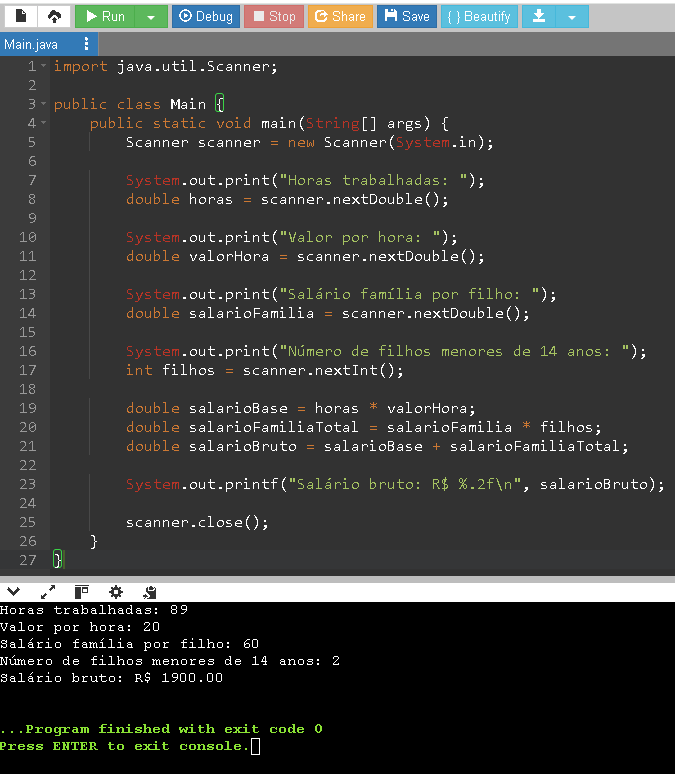 Run Debug Stop Share Save { } Beautify
Main.java
1 import java.util.Scanner;
2
3 public class Main {
4 public static void main(String[] args) {
5 Scanner scanner = new Scanner(System.in);
6
7 System.out.print("Horas trabalhadas: ");
8 double horas = scanner.nextDouble();
9
10 System.out.print("Valor por hora: ");
11 double valorHora = scanner.nextDouble();
12
13 System.out.print("Salário família por filho: ");
14 double salarioFamilia = scanner.nextDouble();
15
16 System.out.print("Número de filhos menores de 14 anos: ");
17 int filhos = scanner.nextInt();
18
19 double salarioBase = horas * valorHora;
20 double salarioFamiliaTotal = salarioFamilia * filhos;
21 double salarioBruto = salarioBase + salarioFamiliaTotal;
22
23 System.out.printf("Salário bruto: R$ %.2f\n", salarioBruto);
24
25 scanner.close();
26 }
27 }
Horas trabalhadas: 89
Valor por hora: 20
Salário família por filho: 60
Número de filhos menores de 14 anos: 2
Salário bruto: R$ 1900.00
...Program finished with exit code 0
Press ENTER to exit console.